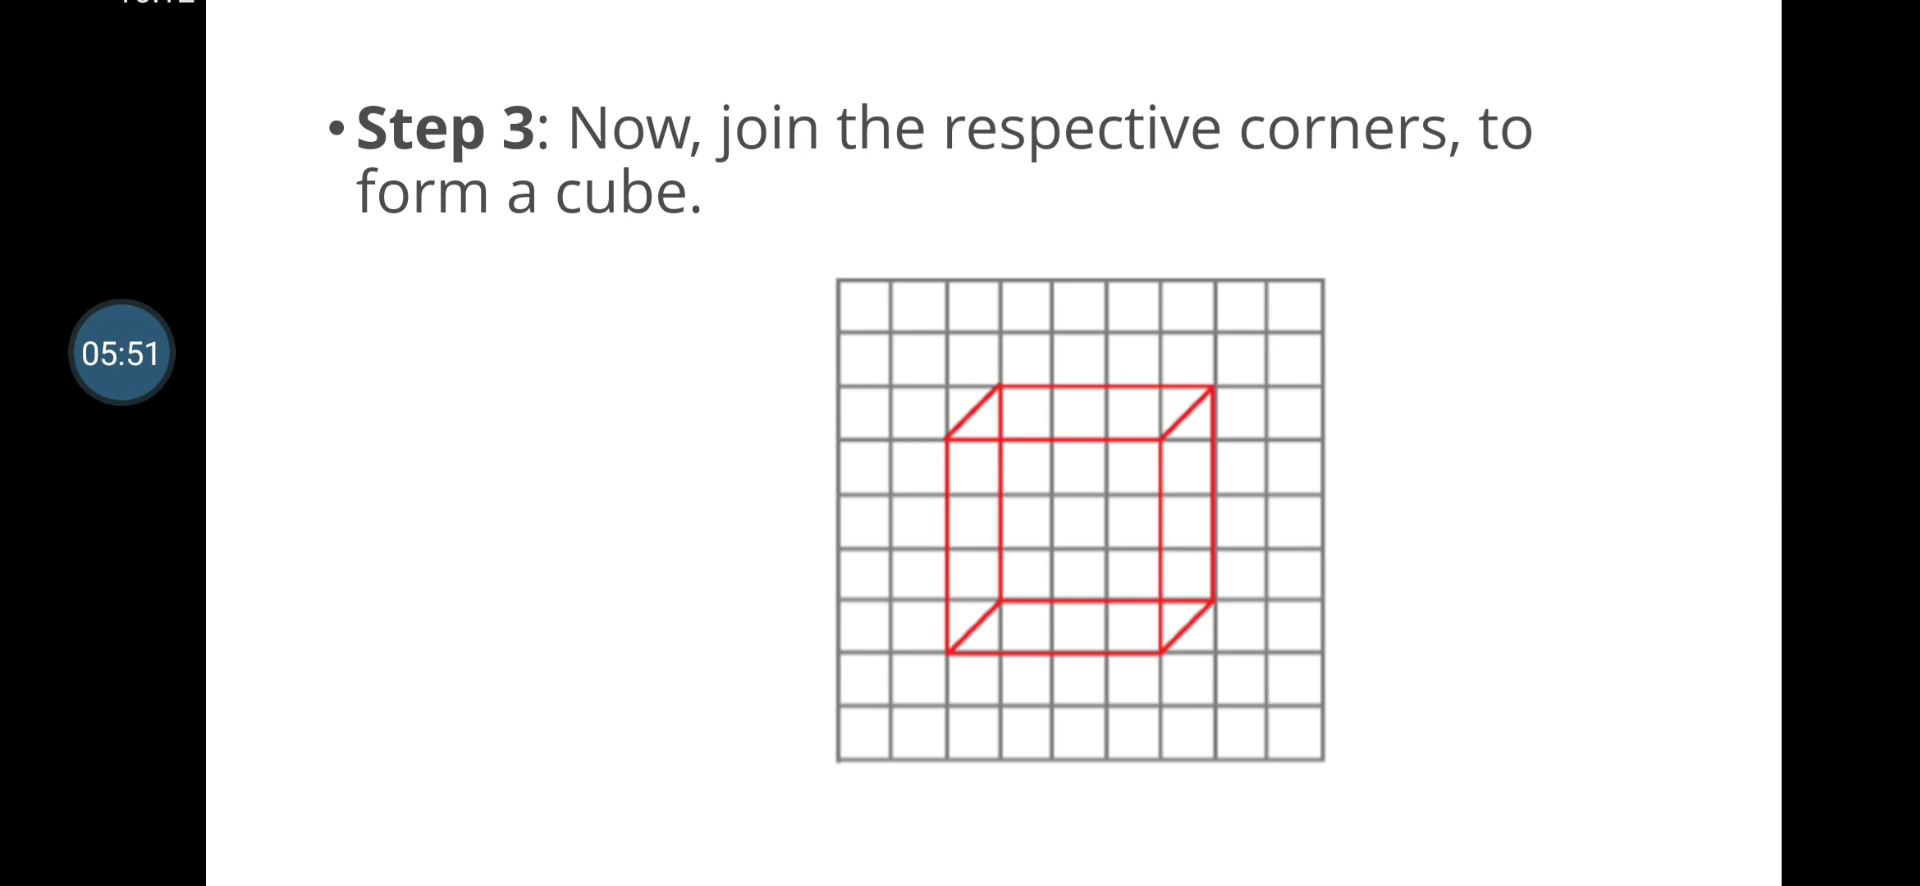 • Step 3: Now, join the respective corners, to
form a cube.
05:51